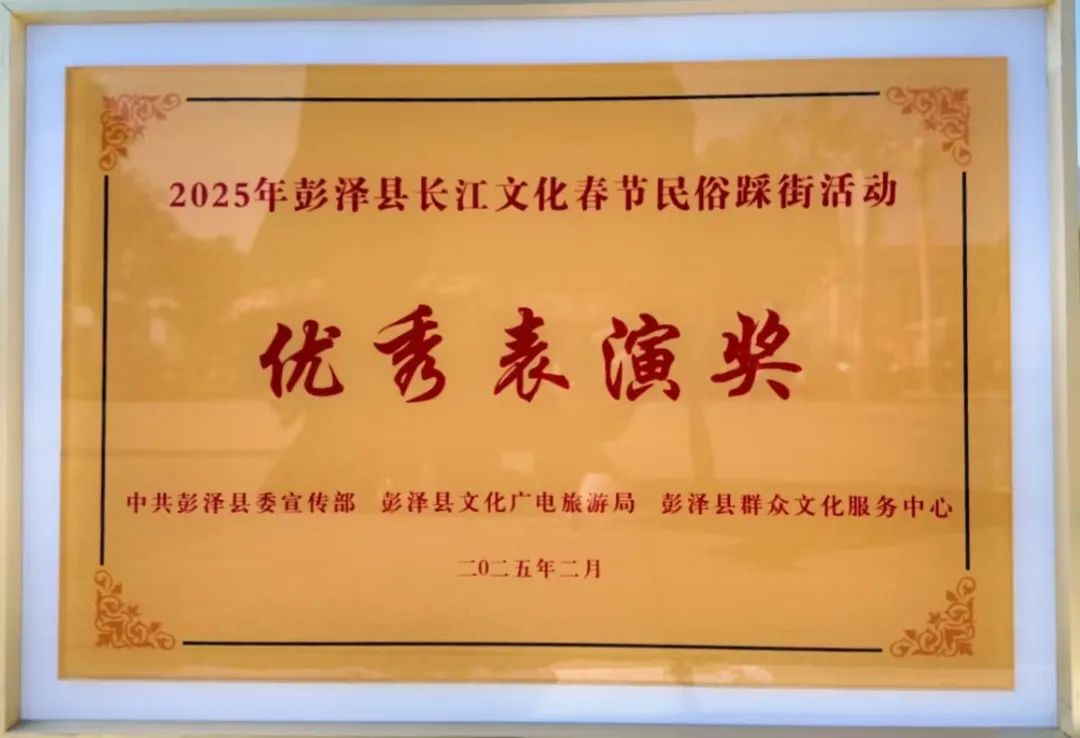 2025年彭泽县长江文化春节民俗踩街活动
优秀表演奖
中共彭泽县委宣传部 彭泽县文化广电旅游局 彭泽县群众文化服务中心
二0二五年二月